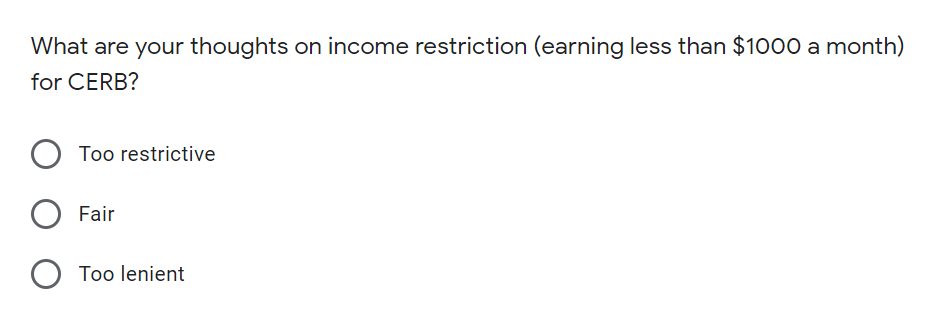 What are your thoughts on income restriction (earning less than $1000 a month)
for CERB?
Too restrictive
Fair
Too lenient